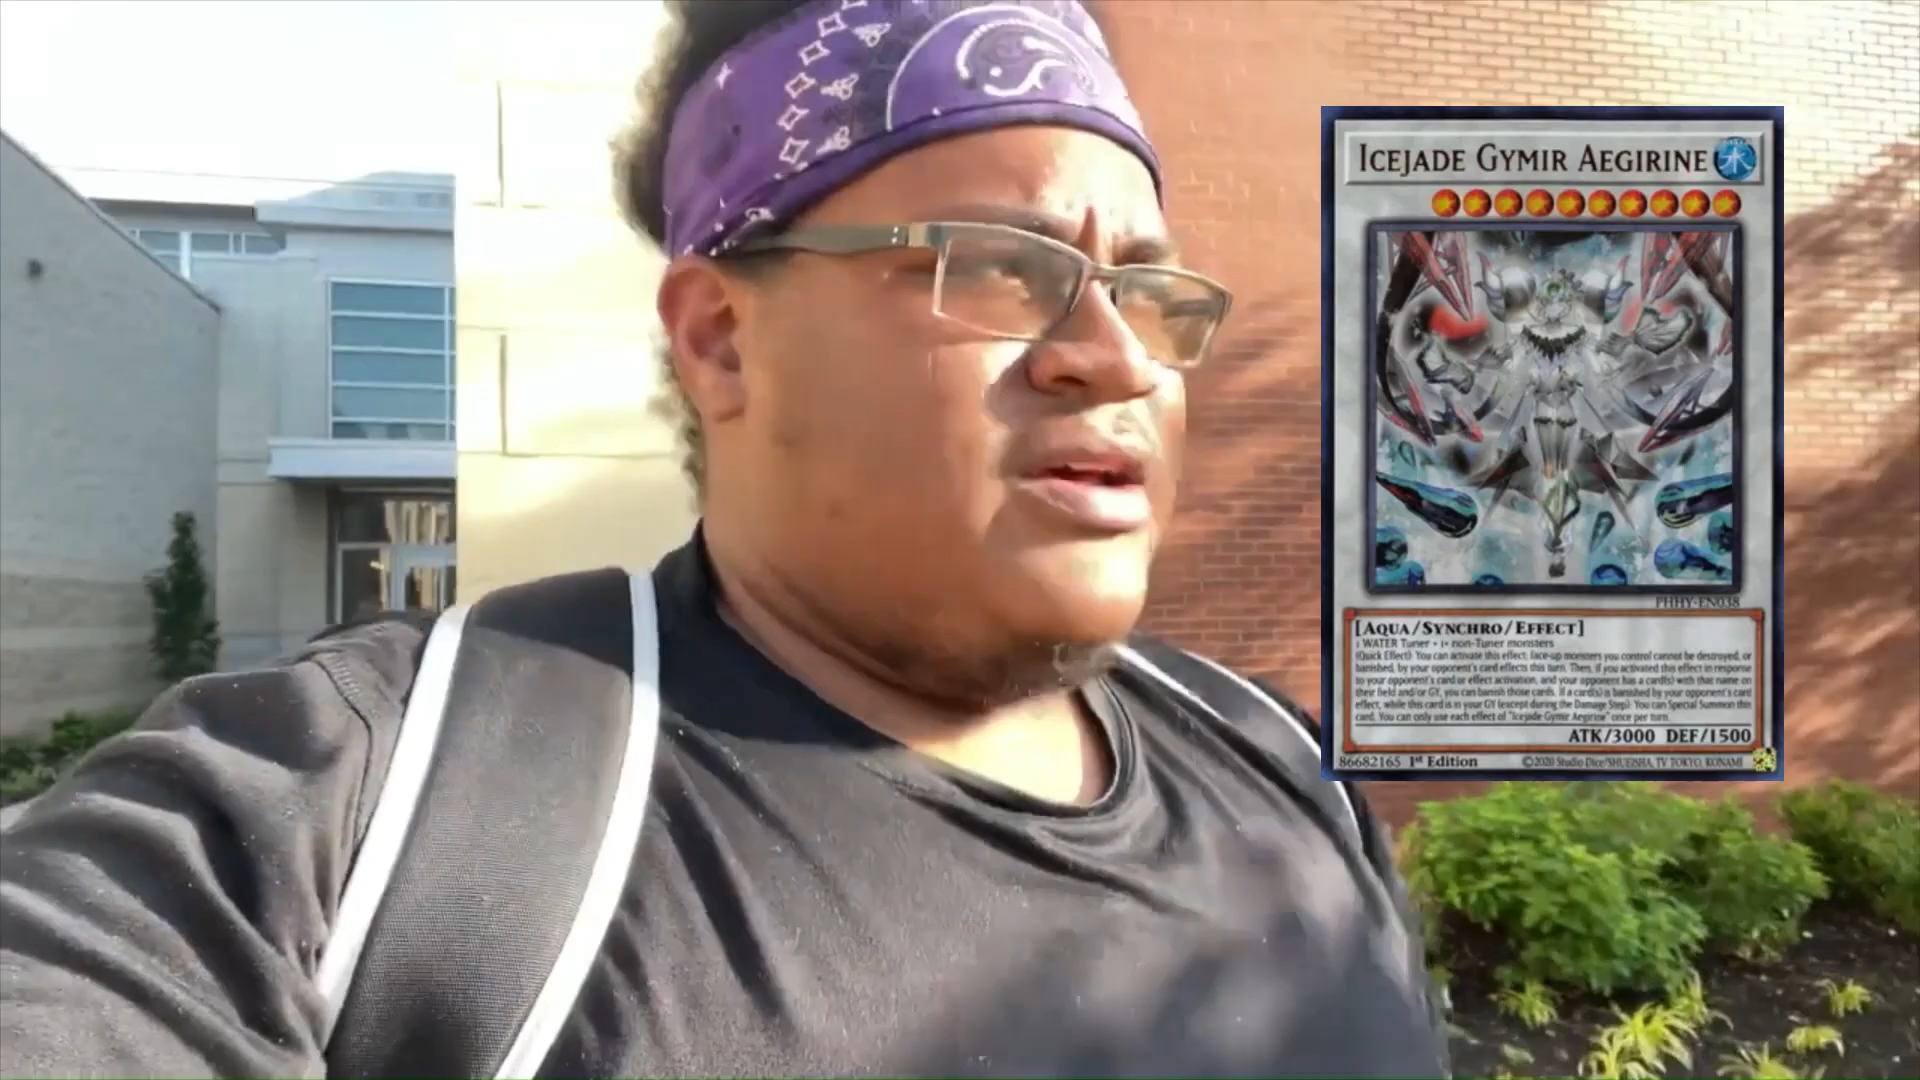 ICEJADE GYMIR AEGIRINE
水
PHHY-EN038
[AQUA/SYNCHRO/EFFECT]
1 WATER Tuner + 1+ non-Tuner monsters
(Quick Effect): You can activate this effect; face-up monsters you control cannot be destroyed, or
banished, by your opponent's card effects this turn. Then, if you activated this effect in response
to your opponent's card or effect activation, and your opponent has a card(s) with that name on
their field and/or GY, you can banish those cards. If a card(s) is banished by your opponent's card
effect, while this card is in your GY (except during the Damage Step): You can Special Summon this
card. You can only use each effect of "Icejade Gymir Aegirine" once per turn.
ATK/3000 DEF/1500
86682165 1st Edition ©2020 Studio Dice/SHUEISHA, TV TOKYO, KONAMI